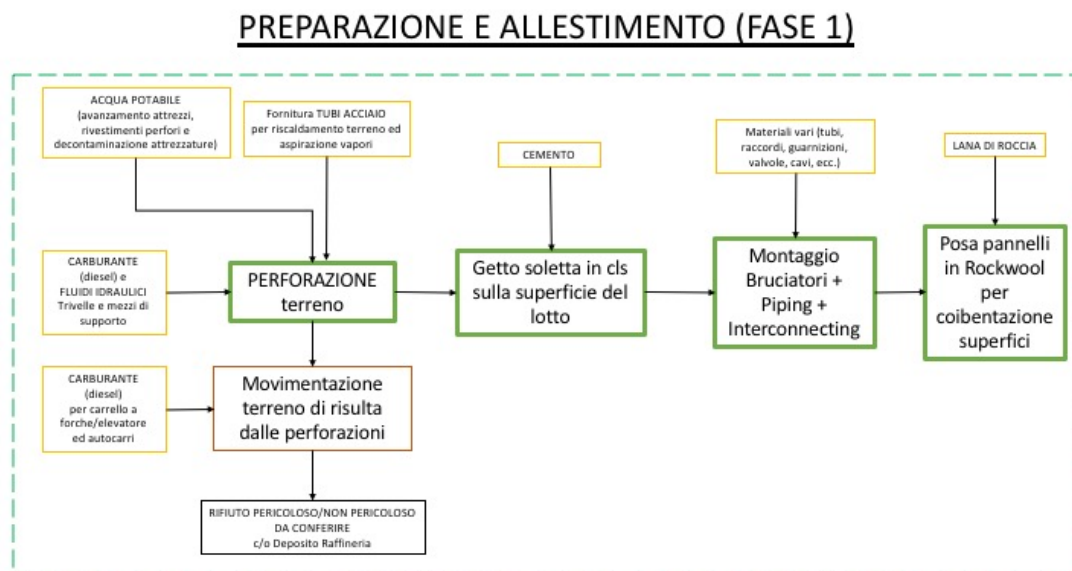 PREPARAZIONE E ALLESTIMENTO (FASE 1)
ACQUA POTABILE
(avanzamento attrezzi,
rivestimenti perfori e
decontaminazione attrezzature)
Fornitura TUBI ACCIAIO
per riscaldamento terreno ed
aspirazione vapori
CEMENTO
Materiali vari (tubi,
raccordi, guarnizioni,
valvole, cavi, ecc.)
LANA DI ROCCIA
CARBURANTE
(diesel) e
FLUIDI IDRAULICI
Trivelle e mezzi di
supporto
PERFORAZIONE
terreno
Getto soletta in cls
sulla superficie del
lotto
Montaggio
Bruciatori +
Piping +
Interconnecting
Posa pannelli
in Rockwool
per
coibentazione
superfici
CARBURANTE
(diesel)
per carrello a
forche/elevatore
ed autocarri
Movimentazione
terreno di risulta
dalle perforazioni
RIFIUTO PERICOLOSO/NON PERICOLOSO
DA CONFERIRE
c/o Deposito Raffineria